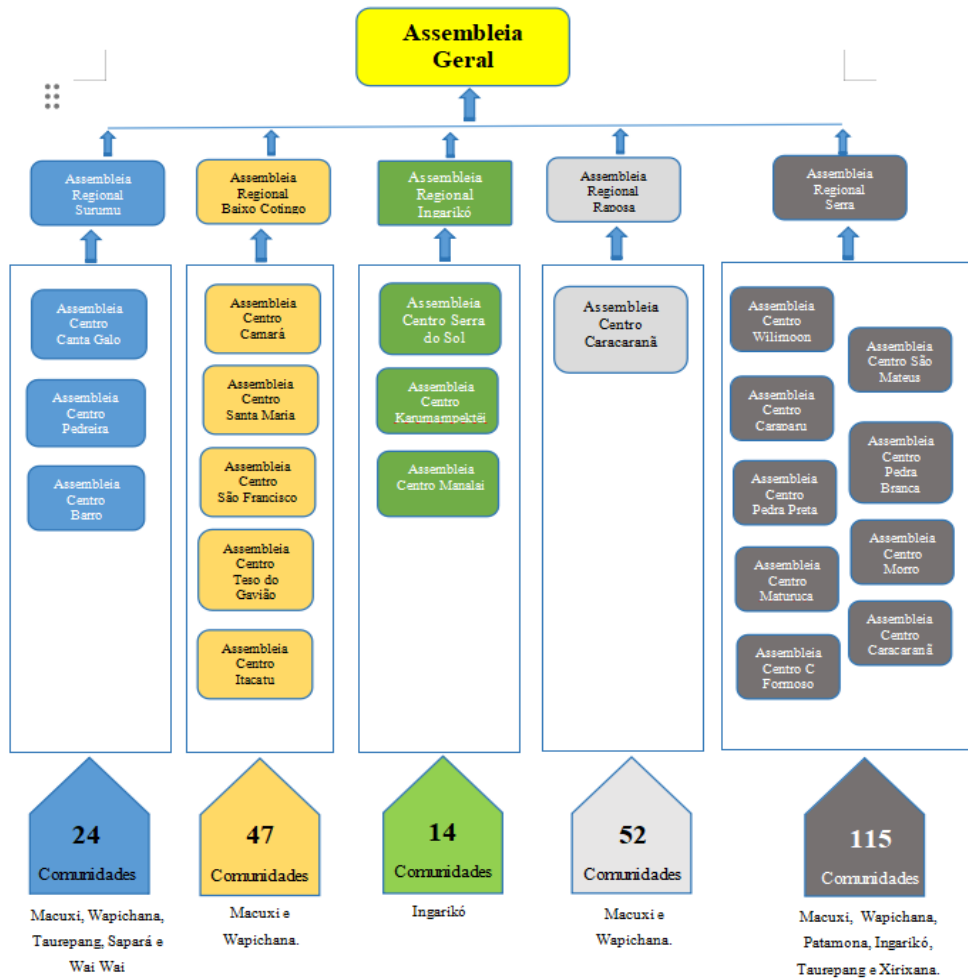 Assembleia
Geral
Assembleia
Regional
Surumu
Assembleia
Regional
Baixo Cotingo
Assembleia
Regional
Ingarikó
Assembleia
Regional
Raposa
Assembleia
Regional
Serra
Assembleia
Centro
Canta Galo
Assembleia
Centro
Pedreira
Assembleia
Centro
Barro
Assembleia
Centro
Camará
Assembleia
Centro
Santa Maria
Assembleia
Centro
São Francisco
Assembleia
Centro
Teso do
Gavião
Assembleia
Centro
Itacatu
Assembleia
Centro Serra
do Sol
Assembleia
Centro
Karumampektëi
Assembleia
Centro Manalai
Assembleia
Centro
Caracaranã
Assembleia
Centro
Wilimoon
Assembleia
Centro
Caraparu
Assembleia
Centro
Pedra Preta
Assembleia
Centro
Maturuca
Assembleia
Centro C
Formoso
Assembleia
Centro São
Mateus
Assembleia
Centro
Pedra
Branca
Assembleia
Centro
Morro
Assembleia
Centro
Caracaranã
24
Comunidades
47
Comunidades
14
Comunidades
52
Comunidades
115
Comunidades
Macuxi, Wapichana,
Taurepang, Sapará e
Wai Wai
Macuxi e
Wapichana.
Ingarikó
Macuxi e
Wapichana.
Macuxi, Wapichana,
Patamona, Ingarikó,
Taurepang e Xirixana.